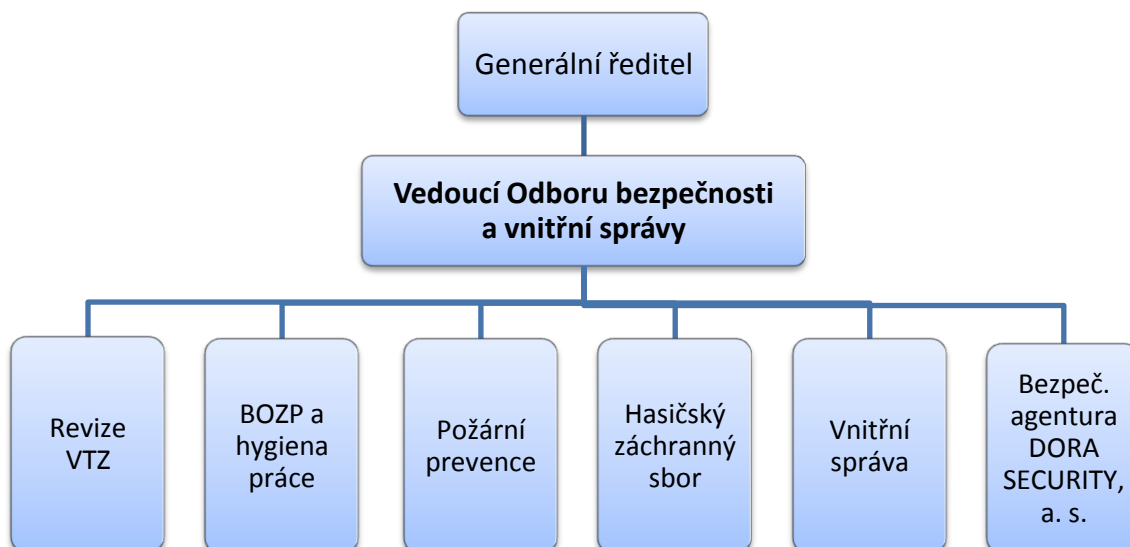 Generální ředitel
Vedoucí Odboru bezpečnosti
a vnitřní správy
Revize
VTZ
BOZP a
hygiena
práce
Požární
prevence
Hasičský
záchranný
sbor
Vnitřní
správa
Bezpeč.
agentura
DORA
SECURITY,
a. s.